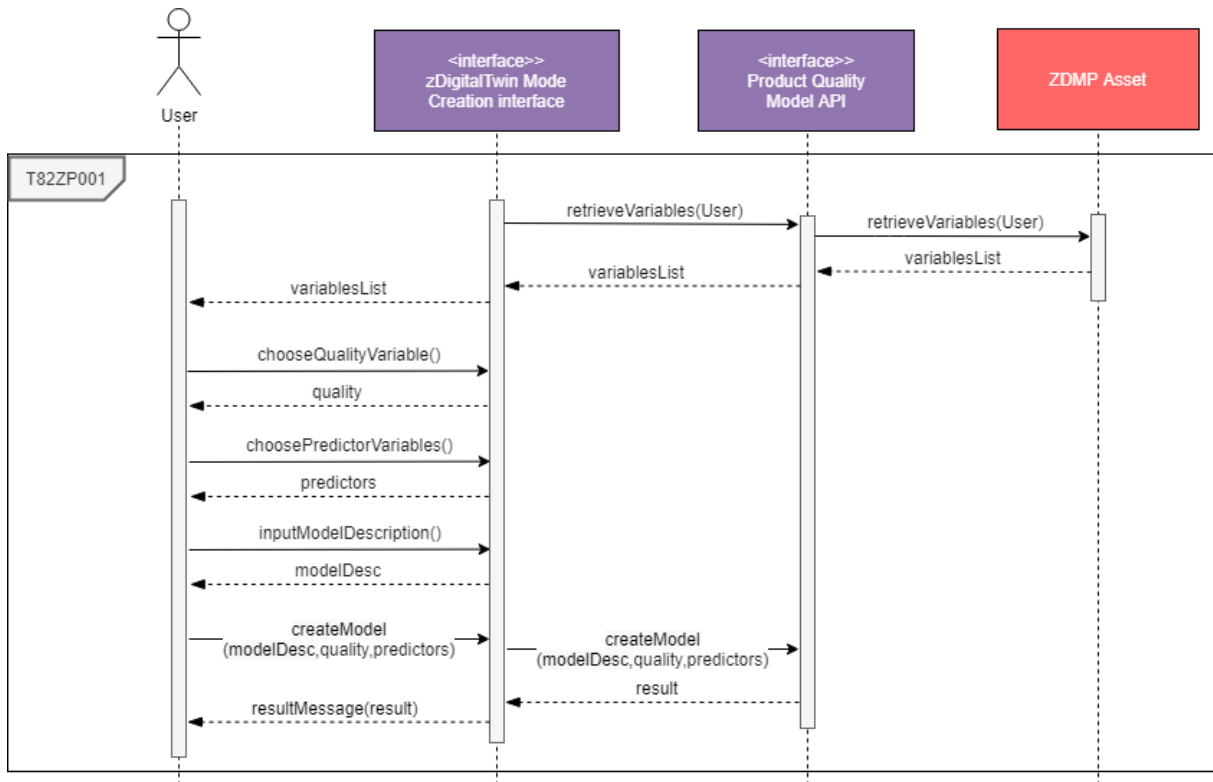 User
<interface>>
zDigitalTwin Mode
Creation interface
<interface>>
Product Quality
Model API
ZDMP Asset
T82ZP001
retrieveVariables(User)
retrieveVariables(User)
variablesList
variablesList
variablesList
chooseQualityVariable()
quality
choosePredictorVariables()
predictors
inputModelDescription()
modelDesc
createModel
(modelDesc,quality,predictors)
createModel
(modelDesc,quality,predictors)
result
resultMessage(result)